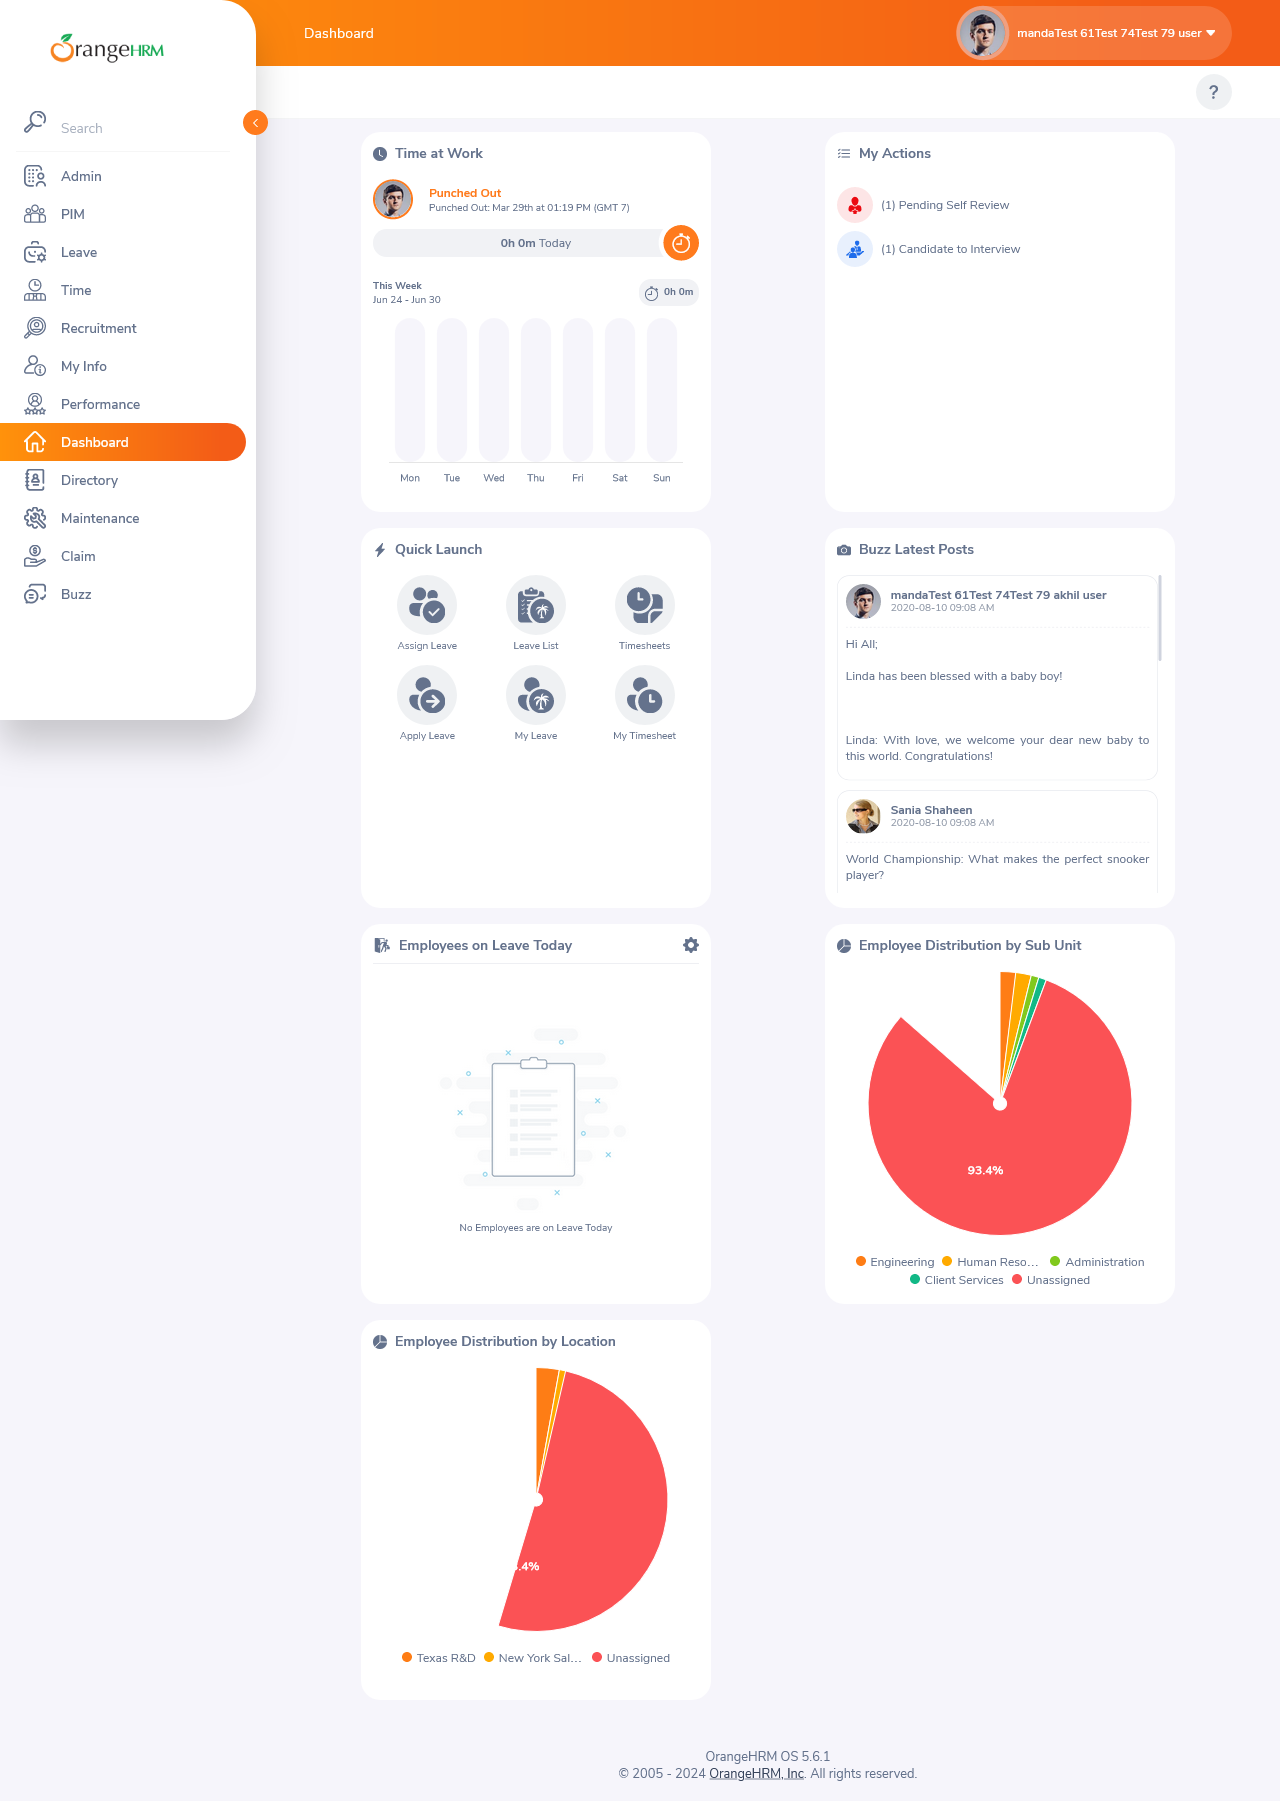 OrangeHRM
Dashboard
mandaTest 61Test 74Test 79 user
?
Search
Admin
PIM
Leave
Time
Recruitment
My Info
Performance
Dashboard
Directory
Maintenance
Claim
Buzz
Time at Work
Punched Out
Punched Out: Mar 29th at 01:19 PM (GMT 7)
0h 0m Today
This Week
Jun 24 - Jun 30
0h 0m
Mon Tue Wed Thu Fri Sat Sun
My Actions
(1) Pending Self Review
(1) Candidate to Interview
Quick Launch
Assign Leave Leave List Timesheets
Apply Leave My Leave My Timesheet
Buzz Latest Posts
mandaTest 61Test 74Test 79 akhil user
2020-08-10 09:08 AM
Hi All;
Linda has been blessed with a baby boy!
Linda: With love, we welcome your dear new baby to
this world. Congratulations!
Sania Shaheen
2020-08-10 09:08 AM
World Championship: What makes the perfect snooker
player?
Employees on Leave Today
No Employees are on Leave Today
Employee Distribution by Sub Unit
93.4%
Engineering Human Reso... Administration
Client Services Unassigned
Employee Distribution by Location
.4%
Texas R&D New York Sal... Unassigned
OrangeHRM OS 5.6.1
© 2005 - 2024 OrangeHRM, Inc. All rights reserved.